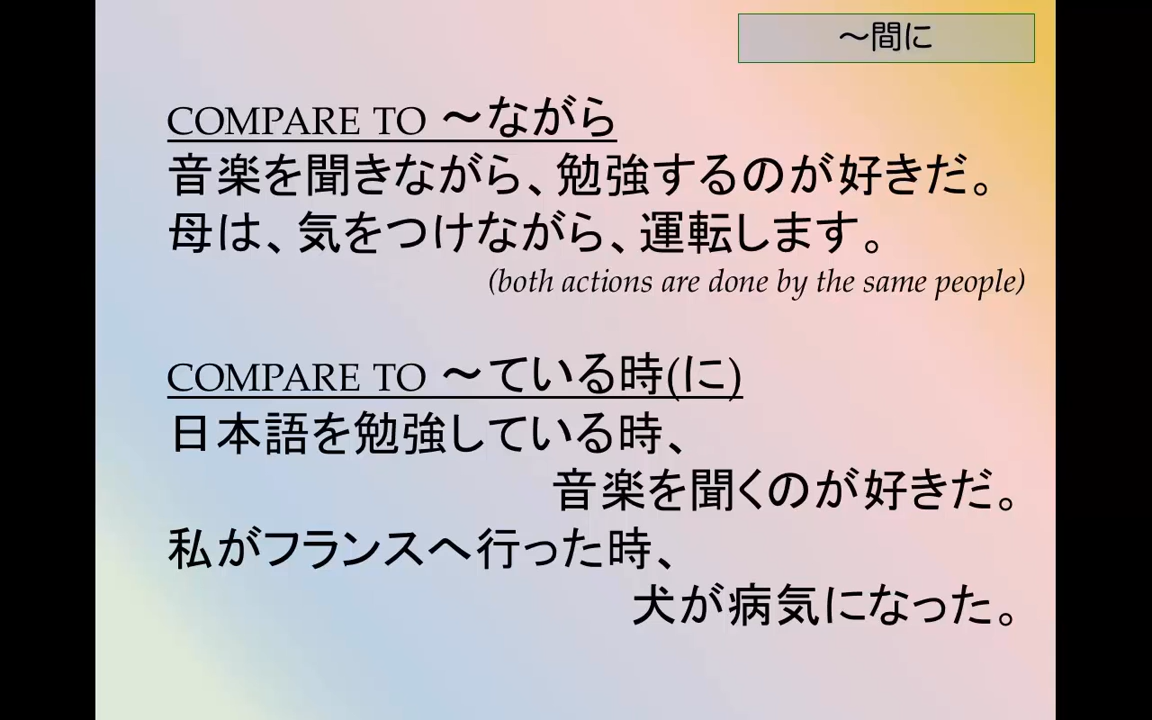 ～間に
COMPARE TO ～ながら
音楽を聞きながら、勉強するのが好きだ。
母は、気をつけながら、運転します。
(both actions are done by the same people)
COMPARE TO ～ている時(に)
日本語を勉強している時、
音楽を聞くのが好きだ。
私がフランスへ行った時、
犬が病気になった。